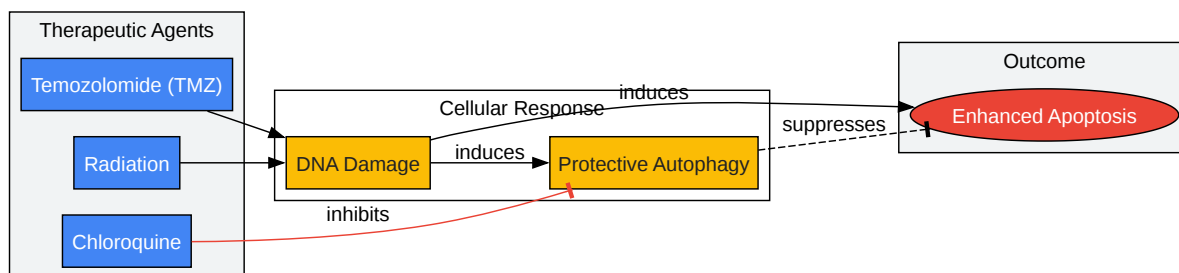 Therapeutic Agents
Temozolomide (TMZ)
Radiation
Chloroquine
Cellular Response
DNA Damage
induces
Protective Autophagy
induces
inhibits
suppresses
Outcome
Enhanced Apoptosis